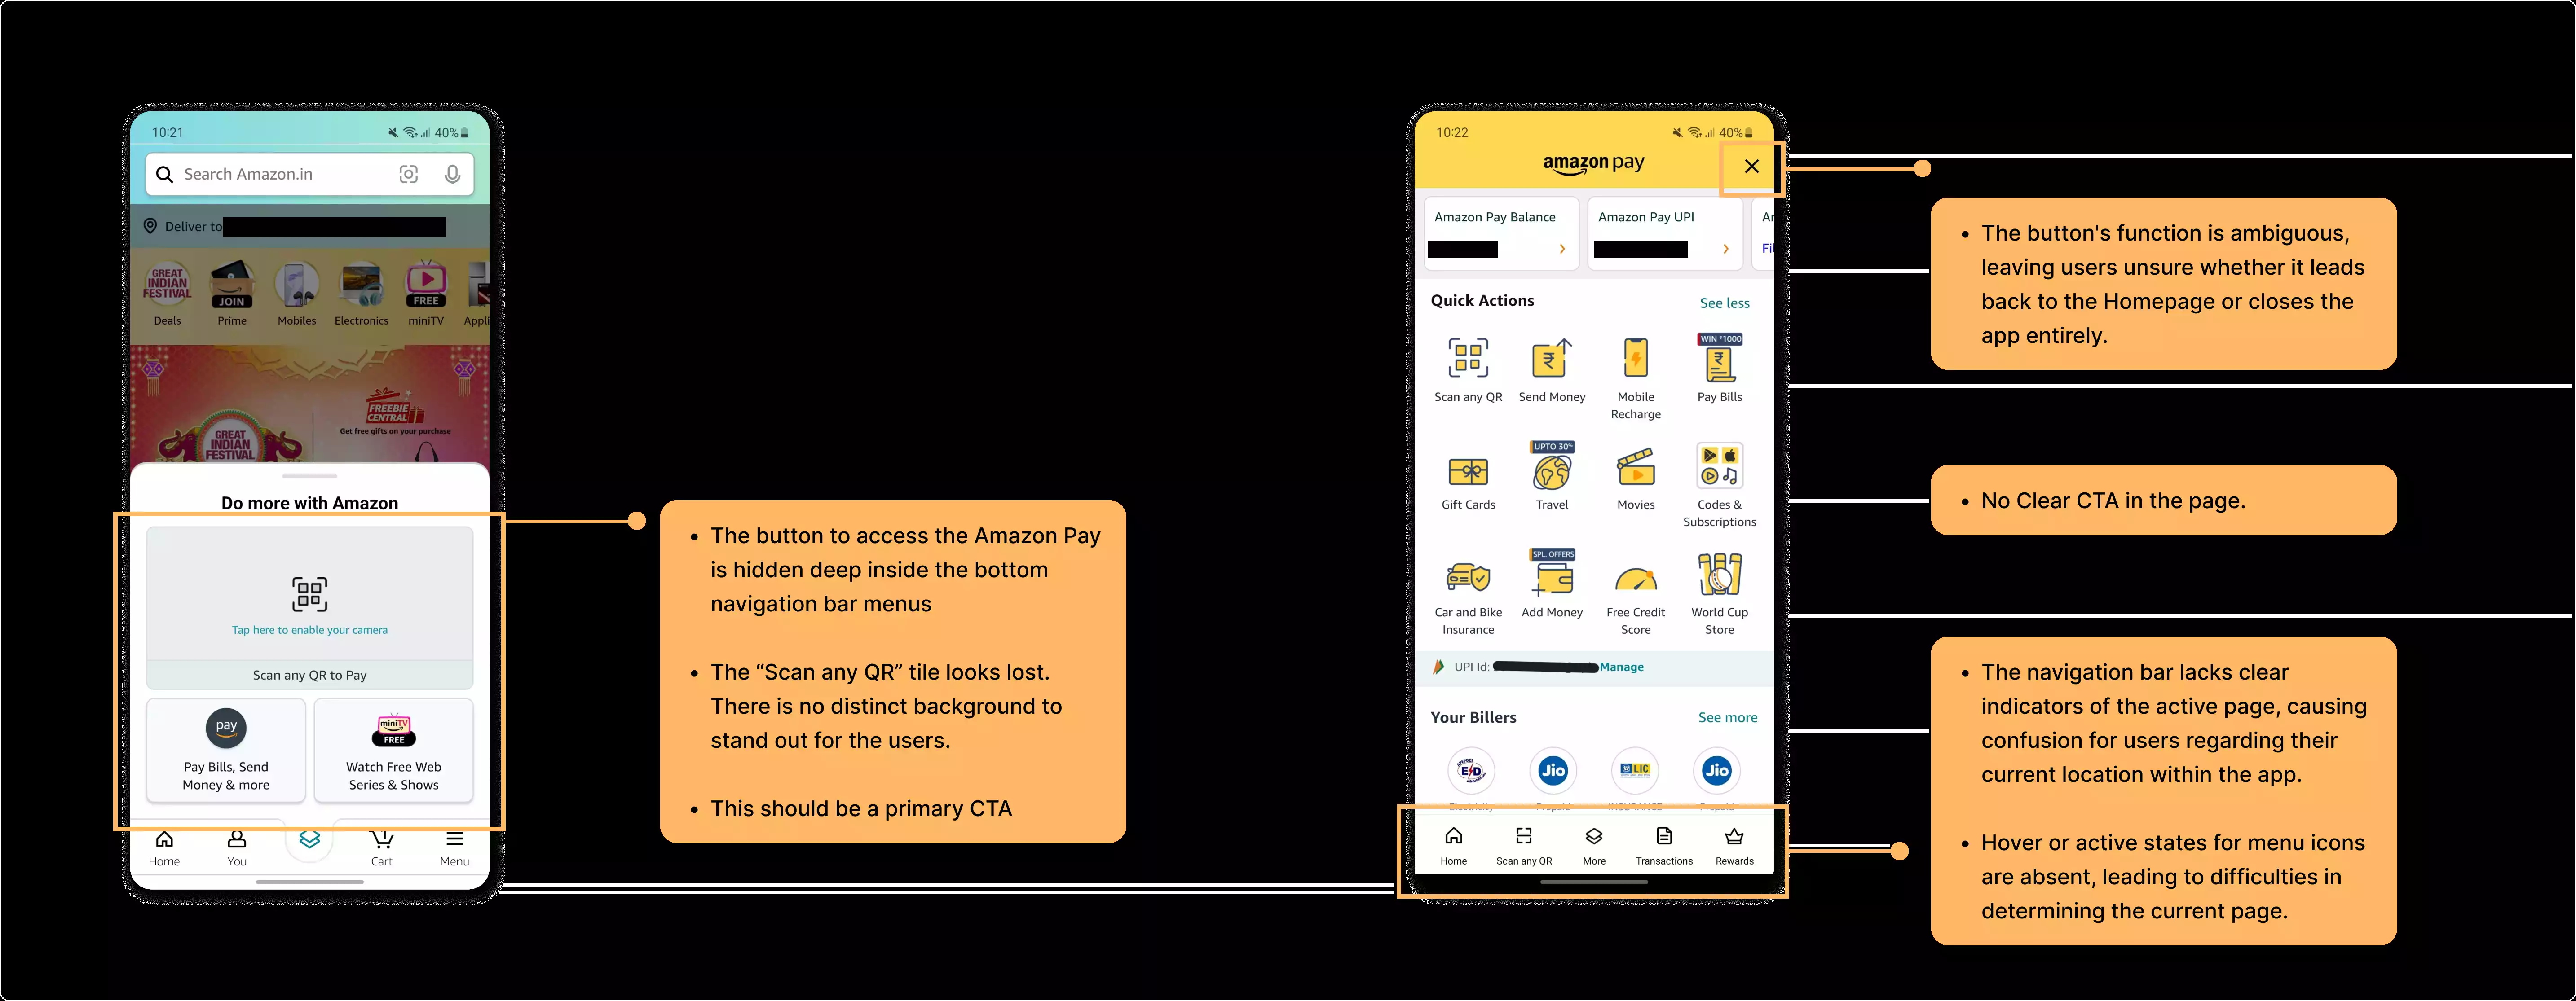 10:21
40%
Search Amazon.in
Deliver to
GREAT
INDIAN
FESTIVAL
JOIN
FREE
Deals
Prime
Mobiles
Electronics
miniTV
Appli
FREEBIE
CENTRAL
Get free gifts on your purchase
GREAT
INDIAN
FESTIVAL
Do more with Amazon
Tap here to enable your camera
Scan any QR to Pay
pay
miniTV
FREE
Pay Bills, Send
Money & more
Watch Free Web
Series & Shows
Home
You
Cart
Menu
• The button to access the Amazon Pay
is hidden deep inside the bottom
navigation bar menus
• The “Scan any QR” tile looks lost.
There is no distinct background to
stand out for the users.
• This should be a primary CTA
10:22
40%
amazon pay
Amazon Pay Balance
Amazon Pay UPI
Quick Actions
See less
WIN ₹1000
Scan any QR
Send Money
Mobile
Recharge
Pay Bills
UPTO 30%
Gift Cards
Travel
Movies
Codes &
Subscriptions
SPL. OFFERS
Car and Bike
Insurance
Add Money
Free Credit
Score
World Cup
Store
UPI Id:
Manage
Your Billers
See more
Jio
LIC
Jio
Electricity
Prepaid
INSURANCE
Prepaid
Home
Scan any QR
More
Transactions
Rewards
• The button's function is ambiguous,
leaving users unsure whether it leads
back to the Homepage or closes the
app entirely.
• No Clear CTA in the page.
• The navigation bar lacks clear
indicators of the active page, causing
confusion for users regarding their
current location within the app.
• Hover or active states for menu icons
are absent, leading to difficulties in
determining the current page.